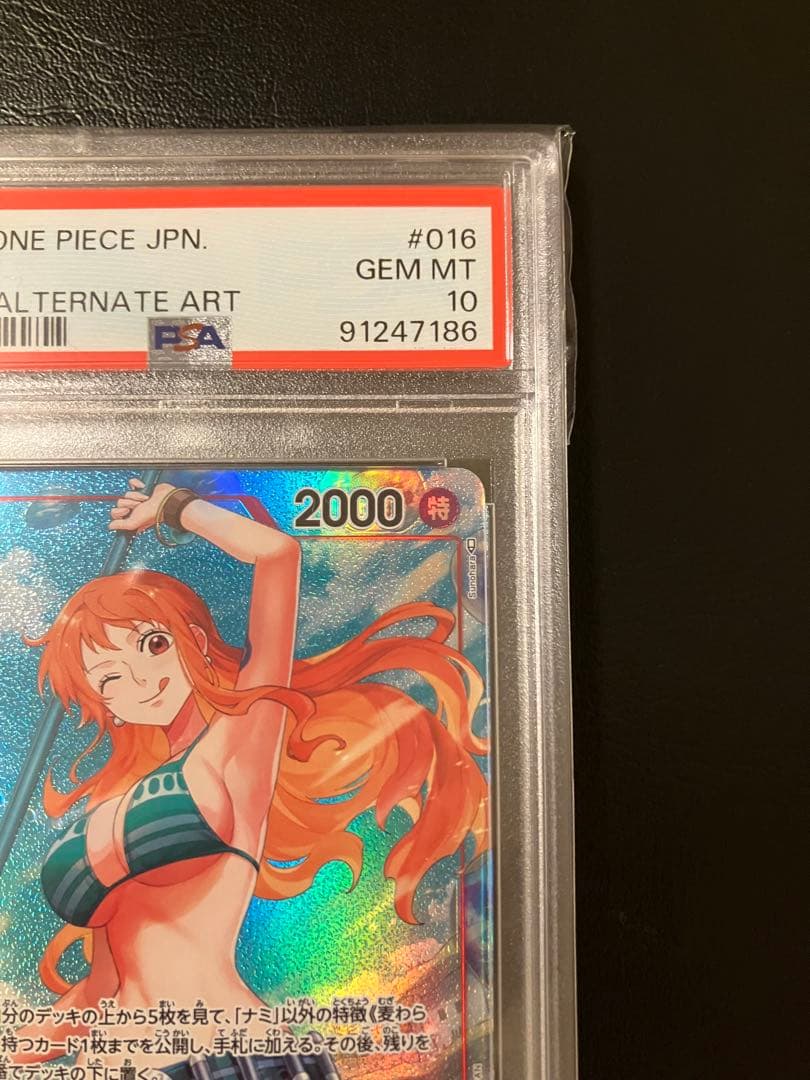 ONE PIECE JPN. #016
GEM MT
ALTERNATE ART 10
PSA 91247186
2000 特
Sunohara
分のデッキの上から5枚を見て、「ナミ」以外の特徴《麦わら
持つカード1枚までを公開し、手札に加える。その後、残りを
番でデッキの下に置く。